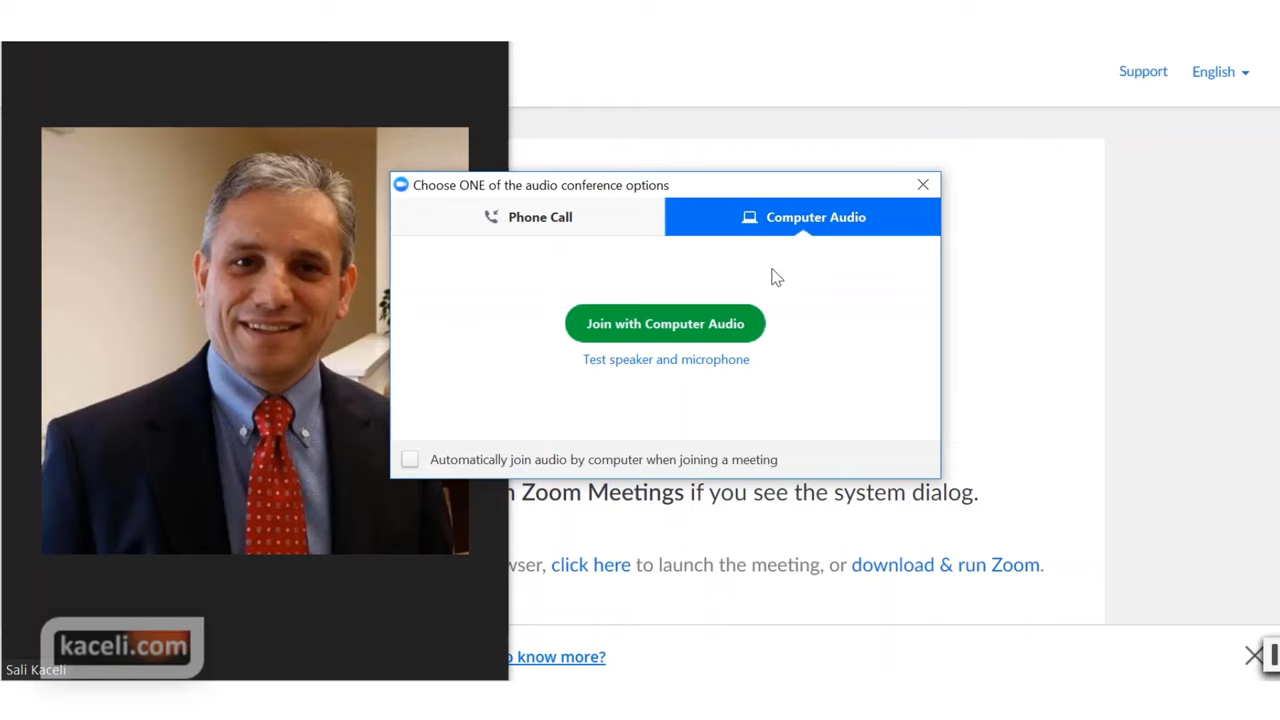 Support
English
Choose ONE of the audio conference options
Phone Call
Computer Audio
Join with Computer Audio
Test speaker and microphone
Automatically join audio by computer when joining a meeting
Zoom Meetings if you see the system dialog.
click here to launch the meeting, or download & run Zoom.
kaceli.com
know more?
Sali Kaceli